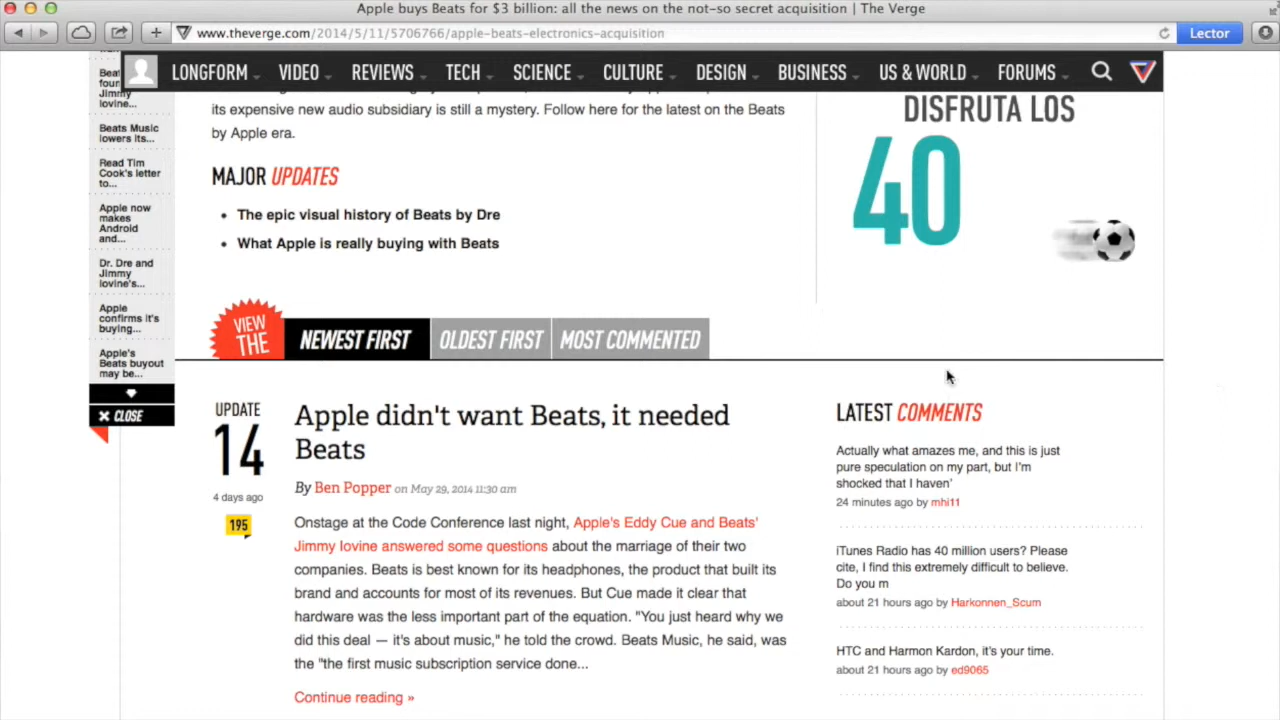 Apple buys Beats for $3 billion: all the news on the not-so secret acquisition | The Verge
www.theverge.com/2014/5/11/5706766/apple-beats-electronics-acquisition
Lector
LONGFORM VIDEO REVIEWS TECH SCIENCE CULTURE DESIGN BUSINESS US & WORLD FORUMS
Beat
foun
Jimmy
Iovine...
Beats Music
lowers its...
Read Tim
Cook's letter
to...
Apple now
makes
Android
and...
Dr. Dre and
Jimmy
Iovine's...
Apple
confirms it's
buying...
Apple's
Beats buyout
may be...
CLOSE
its expensive new audio subsidiary is still a mystery. Follow here for the latest on the Beats
by Apple era.
MAJOR UPDATES
• The epic visual history of Beats by Dre
• What Apple is really buying with Beats
DISFRUTA LOS
40
VIEW
THE
NEWEST FIRST OLDEST FIRST MOST COMMENTED
UPDATE
14
4 days ago
195
Apple didn't want Beats, it needed
Beats
By Ben Popper on May 29, 2014 11:30 am
Onstage at the Code Conference last night, Apple's Eddy Cue and Beats'
Jimmy Iovine answered some questions about the marriage of their two
companies. Beats is best known for its headphones, the product that built its
brand and accounts for most of its revenues. But Cue made it clear that
hardware was the less important part of the equation. "You just heard why we
did this deal — it's about music," he told the crowd. Beats Music, he said, was
the "the first music subscription service done...
Continue reading »
LATEST COMMENTS
Actually what amazes me, and this is just
pure speculation on my part, but I'm
shocked that I haven'
24 minutes ago by mhi11
iTunes Radio has 40 million users? Please
cite, I find this extremely difficult to believe.
Do you m
about 21 hours ago by Harkonnen_Scum
HTC and Harmon Kardon, it's your time.
about 21 hours ago by ed9065